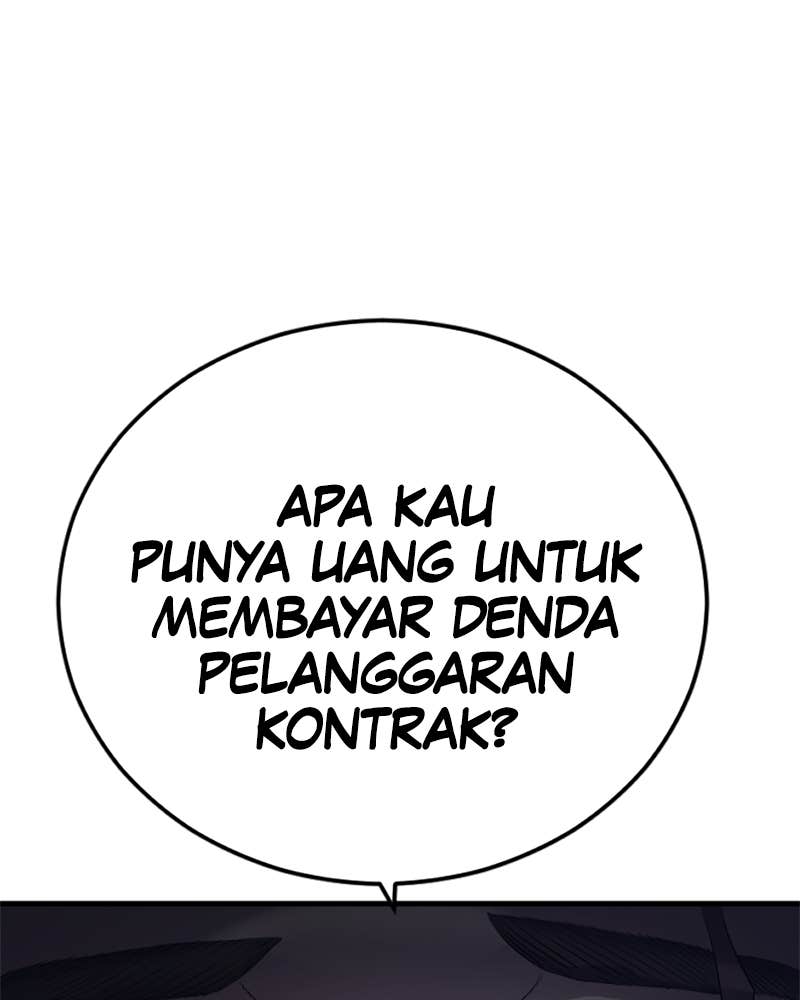 APA KAU
PUNYA UANG UNTUK
MEMBAYAR DENDA
PELANGGARAN
KONTRAK?